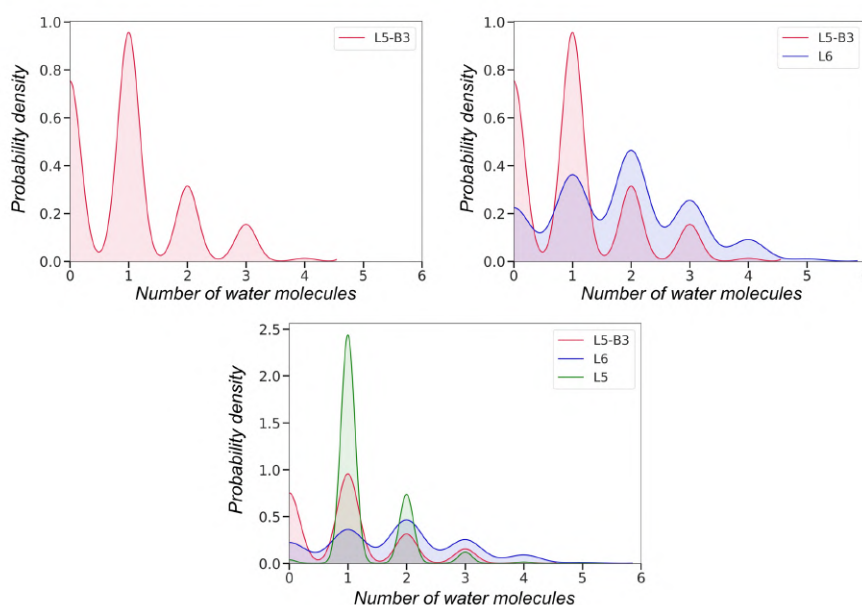 1.0
0.8
0.6
0.4
0.2
0.0
Probability density
L5-B3
0 1 2 3 4 5 6
Number of water molecules
1.0
0.8
0.6
0.4
0.2
0.0
Probability density
L5-B3
L6
0 1 2 3 4 5
Number of water molecules
2.5
2.0
1.5
1.0
0.5
0.0
Probability density
L5-B3
L6
L5
0 1 2 3 4 5 6
Number of water molecules